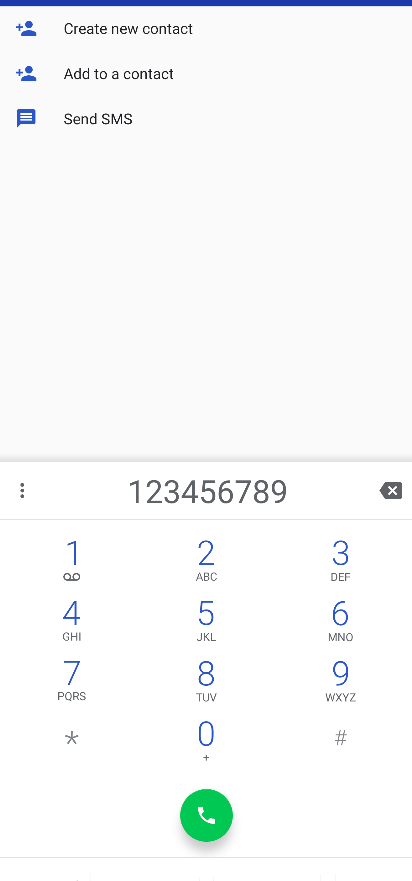 Create new contact
Add to a contact
Send SMS
123456789
1 2 3
ABC DEF
4 5 6
GHI JKL MNO
7 8 9
PQRS TUV WXYZ
* 0 #
+